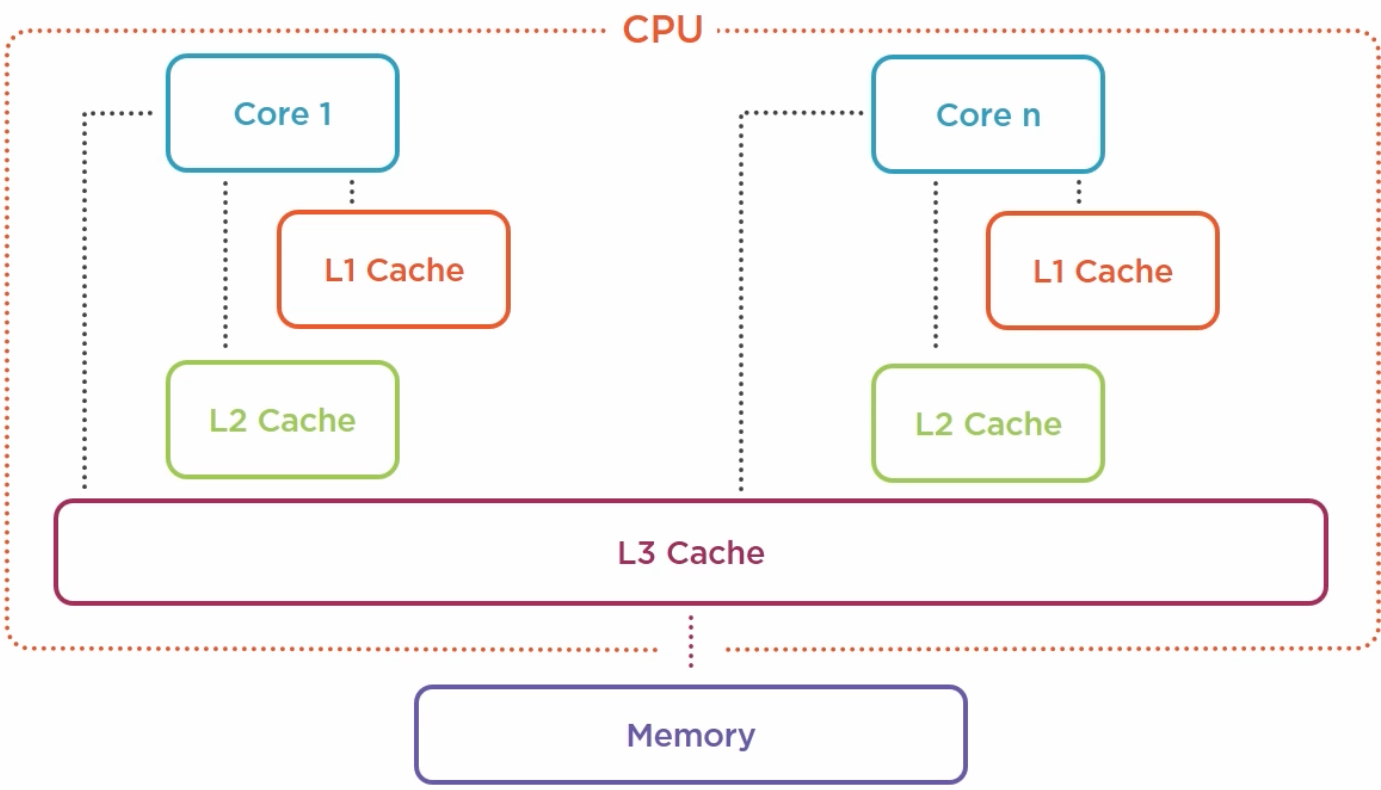 CPU
Core 1
Core n
L1 Cache
L1 Cache
L2 Cache
L2 Cache
L3 Cache
Memory